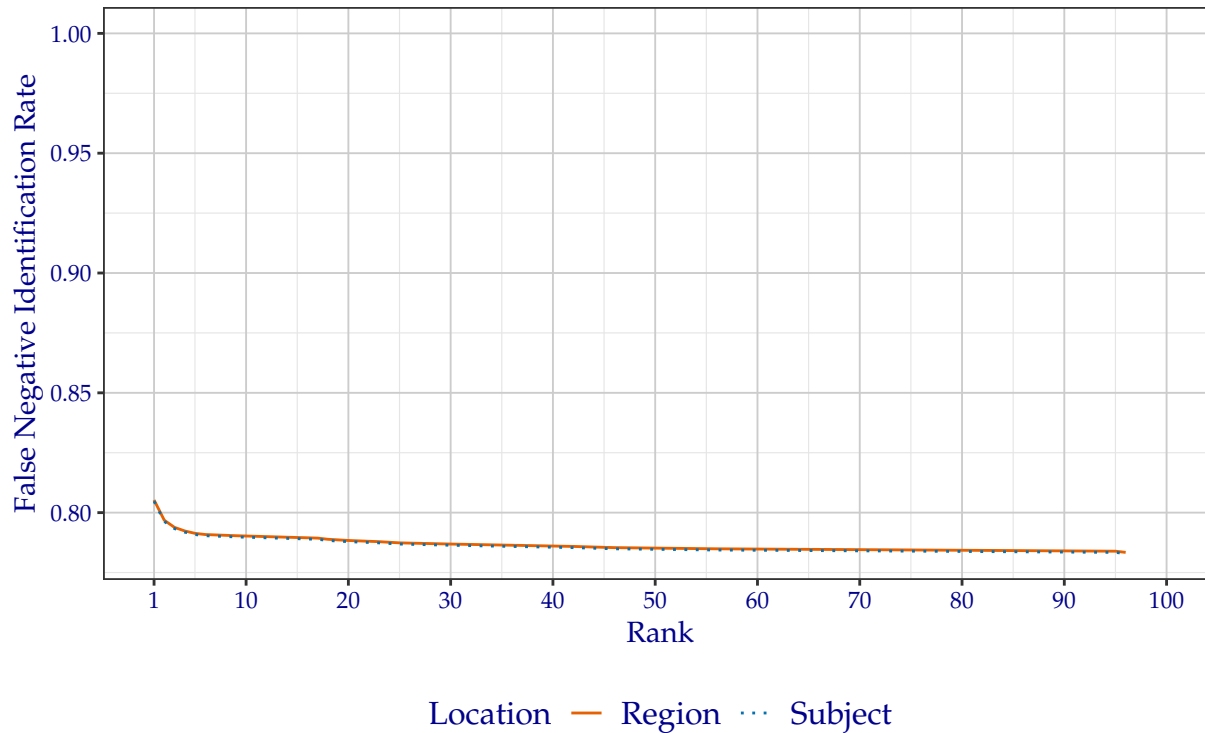 False Negative Identification Rate
1.00
0.95
0.90
0.85
0.80
1 10 20 30 40 50 60 70 80 90 100
Rank
Location Region Subject